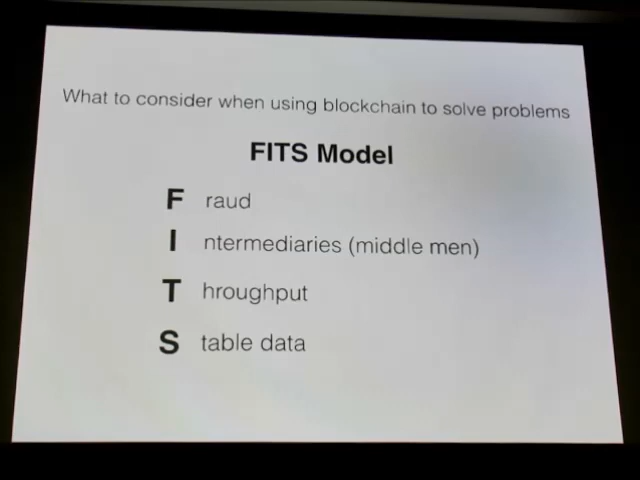 What to consider when using blockchain to solve problems
FITS Model
F raud
I ntermediaries (middle men)
T hroughput
S table data